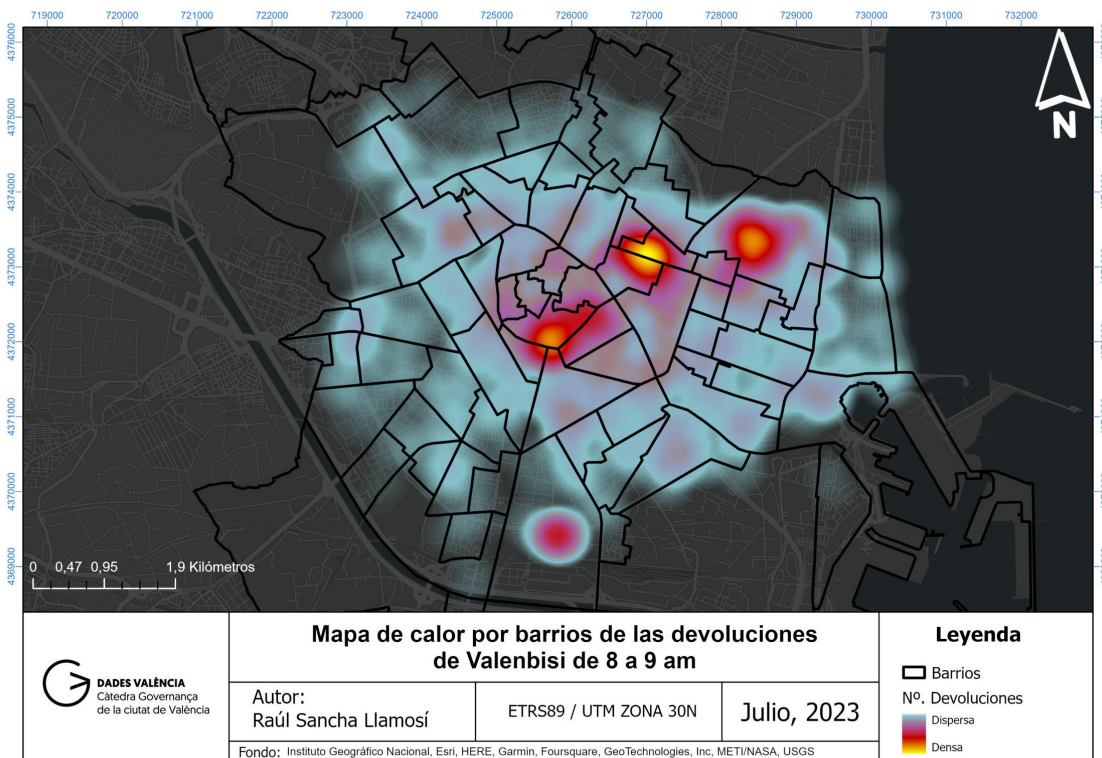 719000 720000 721000 722000 723000 724000 725000 726000 727000 728000 729000 730000 731000 732000
4376000
4375000
4374000
4373000
4372000
4371000
4370000
4369000
N
0 0,47 0,95 1,9 Kilómetros
DADES VALÈNCIA
Càtedra Governança
de la ciutat de València
Mapa de calor por barrios de las devoluciones
de Valenbisi de 8 a 9 am
Autor:
Raúl Sancha Llamosí
ETRS89 / UTM ZONA 30N
Julio, 2023
Fondo: Instituto Geográfico Nacional, Esri, HERE, Garmin, Foursquare, GeoTechnologies, Inc, METI/NASA, USGS
Leyenda
Barrios
Nº. Devoluciones
Dispersa
Densa